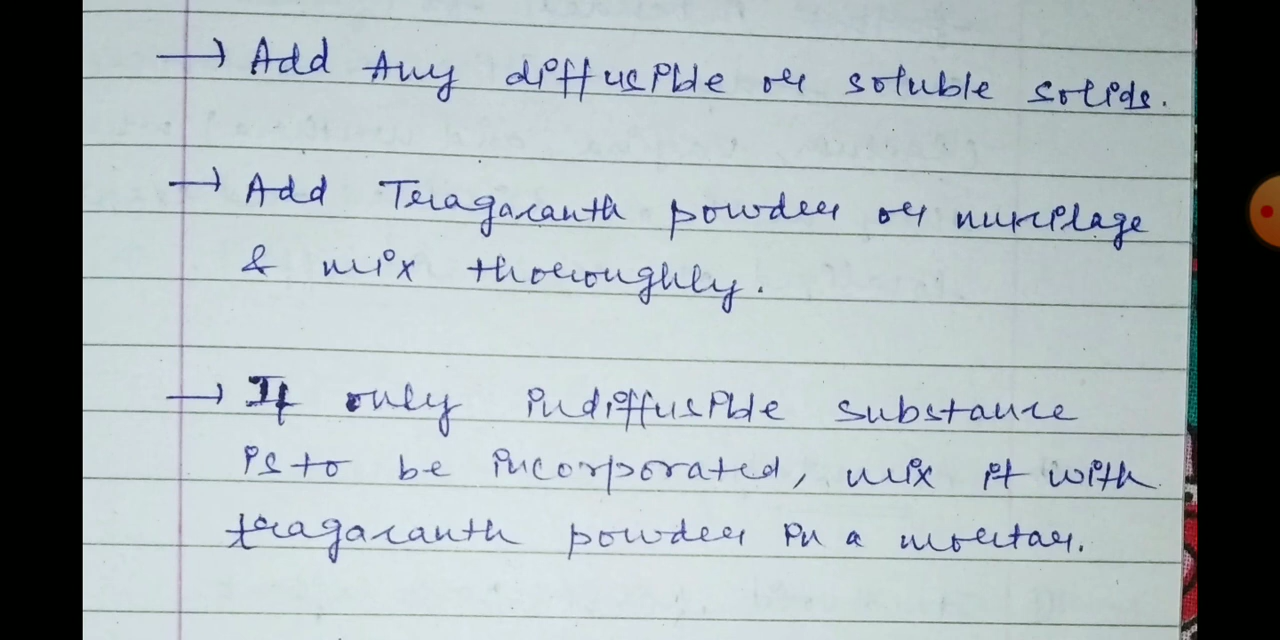 → Add Any diffusible or soluble solids.
→ Add Tragacanth powder or mucilage
& mix thoroughly.
→ If only indiffusible substance
is to be incorporated, mix it with
tragacanth powder in a mortar.